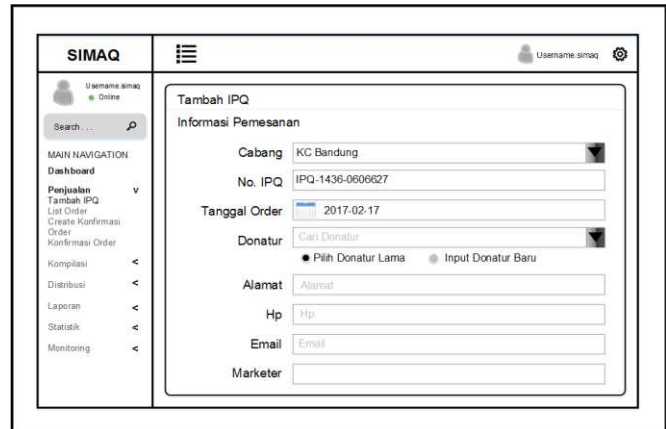 SIMAQ
Username.simaq
Username.simaq
Online
Search . . .
MAIN NAVIGATION
Dashboard
Penjualan v
Tambah IPQ
List Order
Create Konfirmasi
Order
Konfirmasi Order
Kompilasi <
Distribusi <
Laporan <
Statistik <
Monitoring <
Tambah IPQ
Informasi Pemesanan
Cabang KC Bandung
No. IPQ IPQ-1436-0606627
Tanggal Order 2017-02-17
Donatur Cari Donatur
Pilih Donatur Lama Input Donatur Baru
Alamat Alamat
Hp Hp
Email Email
Marketer